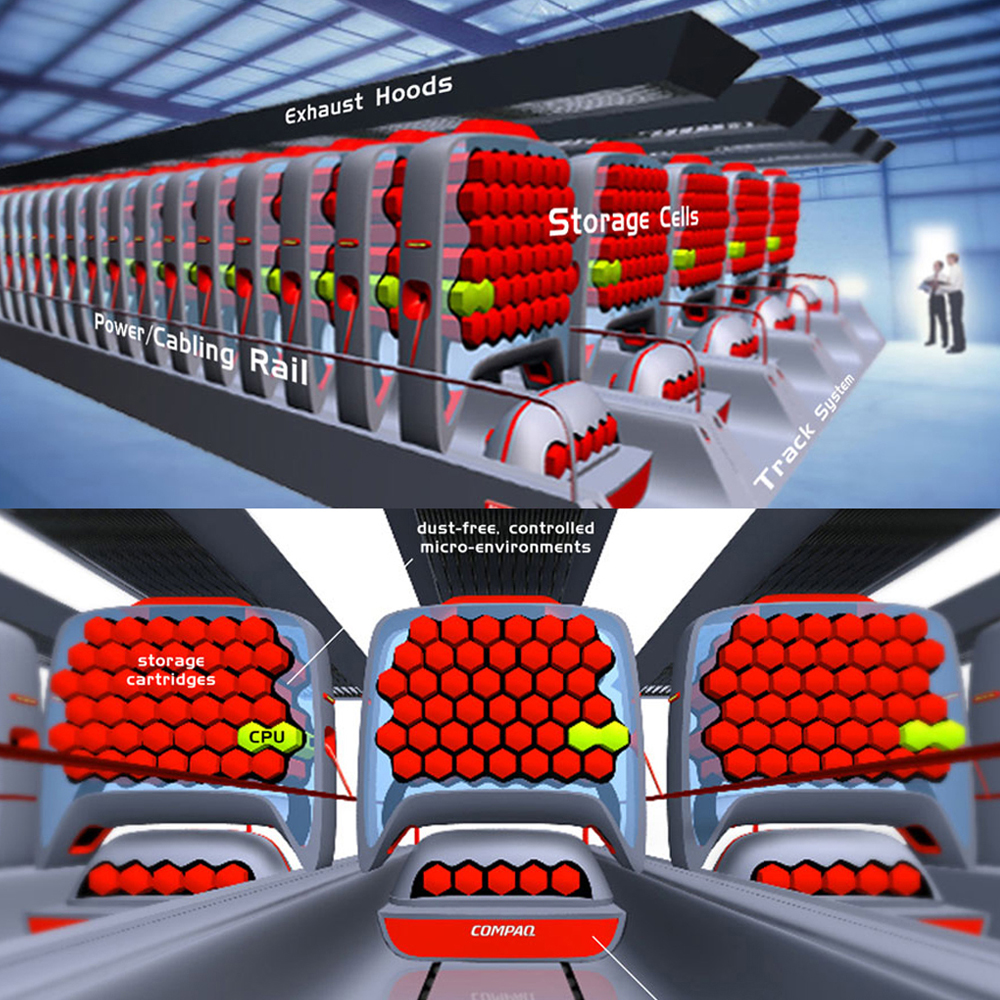 Exhaust Hoods
Storage Cells
Power/Cabling Rail
Track System
dust-free, controlled
micro-environments
storage
cartridges
CPU
COMPAQ